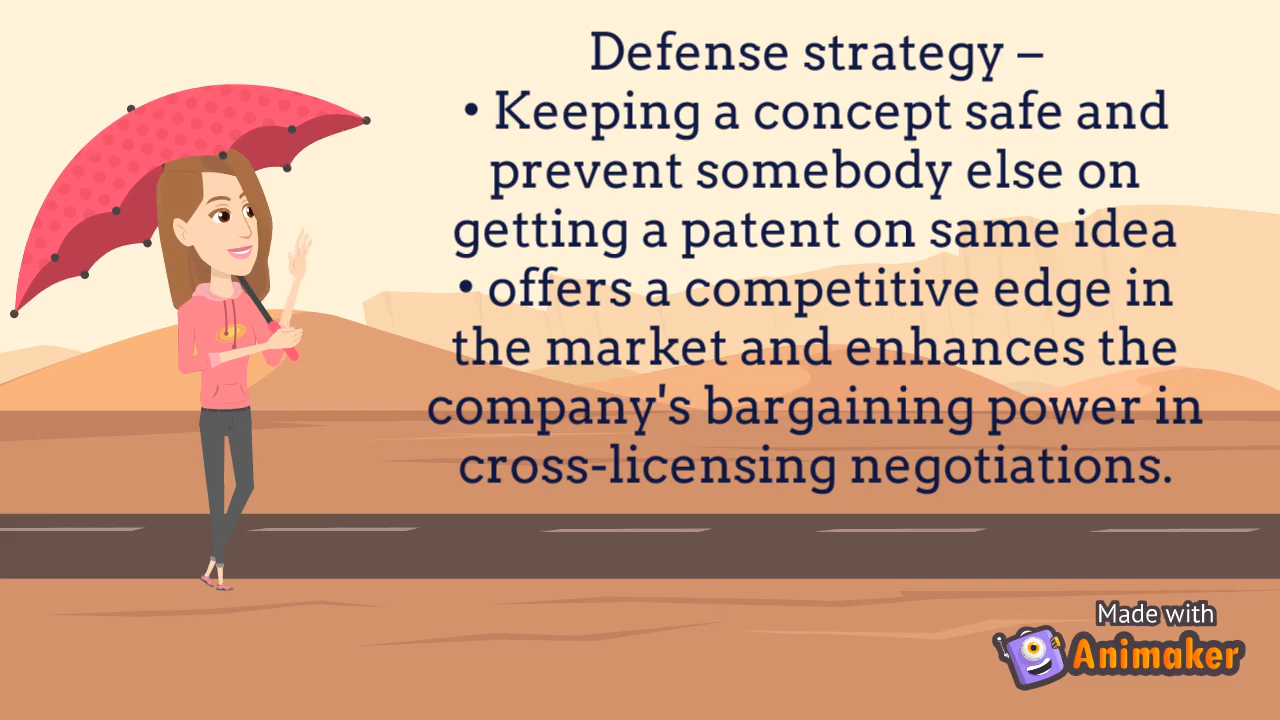 Defense strategy –
• Keeping a concept safe and
prevent somebody else on
getting a patent on same idea
• offers a competitive edge in
the market and enhances the
company's bargaining power in
cross-licensing negotiations.
Made with
Animaker